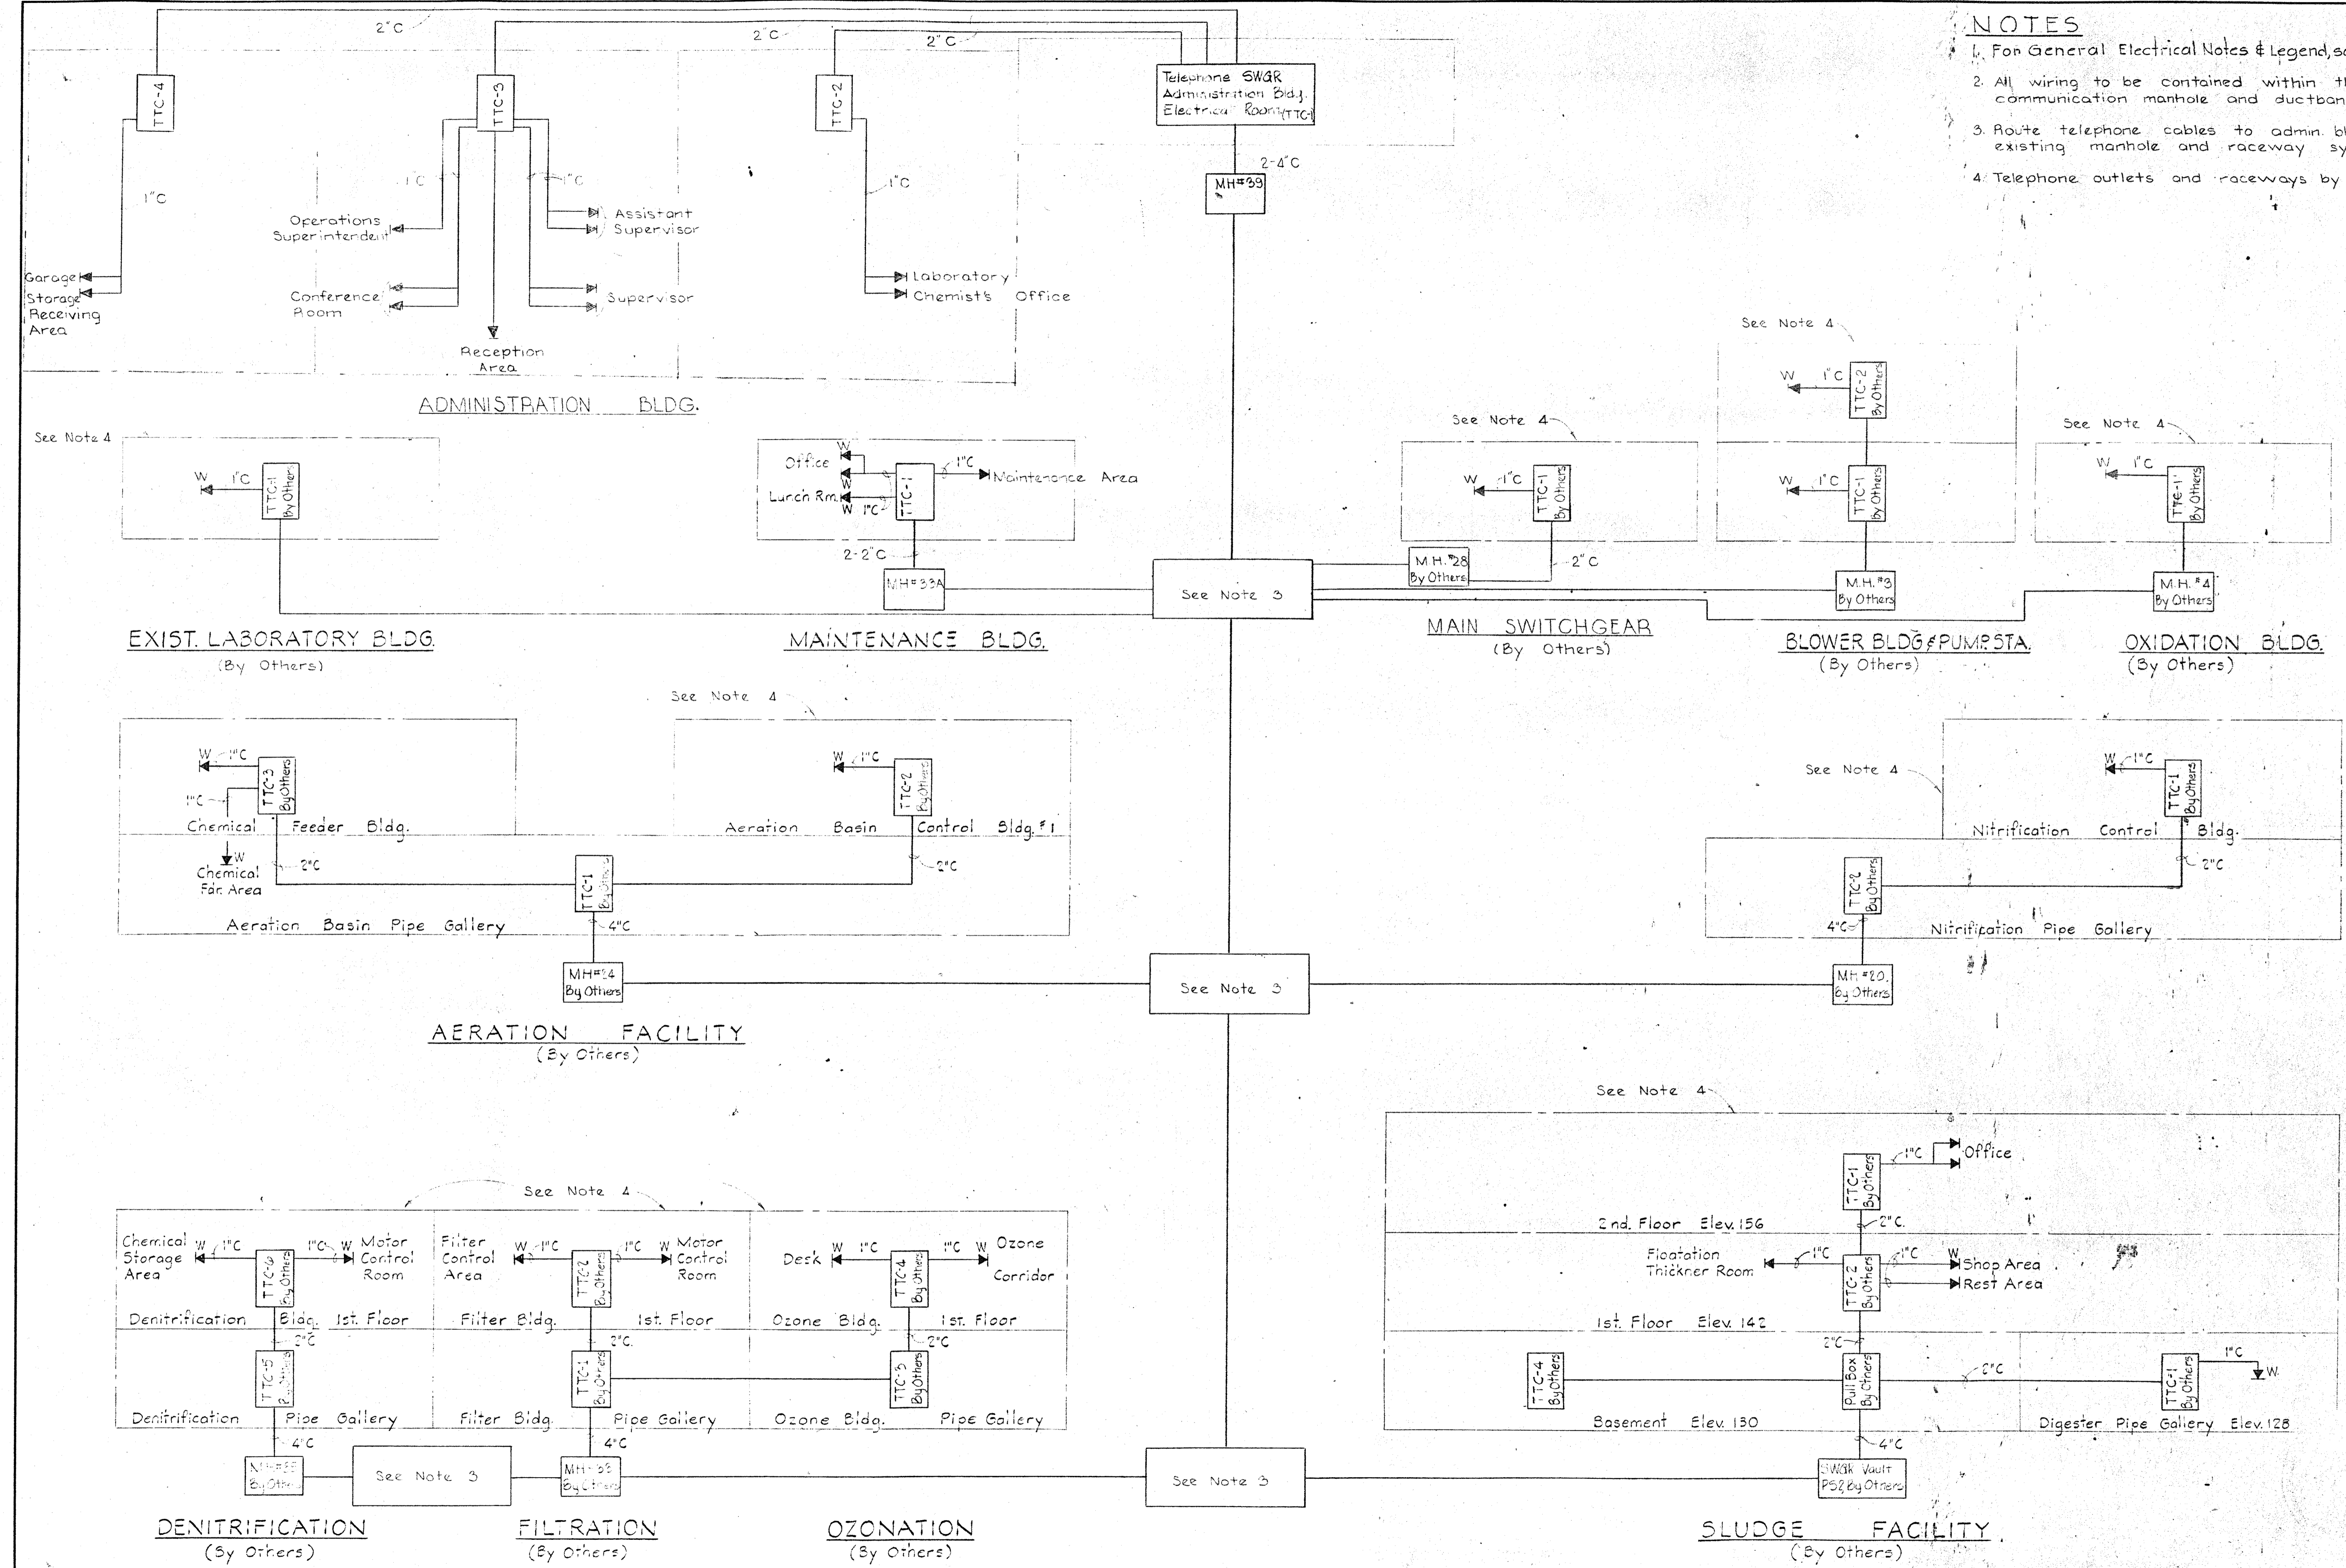 NOTES
1. For General Electrical Notes & Legend,
2. All wiring to be contained within
communication manhole and
3. Route telephone cables to admin.
existing manhole and raceway
4. Telephone outlets and raceways by
2"C
2"C
2"C
TTC-4
TTC-3
TTC-2
Telephone SWGR
Administration Bldg.
Electrical Room (TTC-1)
2-4"C
MH#39
1"C
1"C
1"C
1"C
Operations
Superintendent
Assistant
Supervisor
Garage
Storage
Receiving
Area
Conference
Room
Supervisor
Laboratory
Chemist's Office
Reception
Area
ADMINISTRATION BLDG.
See Note 4
W 1"C
TTC-1
By Others
EXIST. LABORATORY BLDG.
(By Others)
W
Office
W
Lunch Rm.
W 1"C
TTC-1
1"C
Maintenance Area
2-2"C
MH#33A
MAINTENANCE BLDG.
See Note 3
See Note 4
W 1"C
TTC-1
By Others
M.H.#28
By Others
2"C
MAIN SWITCHGEAR
(By Others)
See Note 4
W 1"C
TTC-2
By Others
W 1"C
TTC-1
By Others
M.H.#3
By Others
BLOWER BLDG & PUMP. STA.
(By Others)
See Note 4
W 1"C
TTC-1
By Others
M.H.#4
By Others
OXIDATION BLDG.
(By Others)
See Note 4
W 1"C
TTC-3
By Others
1"C
Chemical Feeder Bldg.
W
Chemical
Fdr. Area
2"C
W 1"C
TTC-2
By Others
Aeration Basin Control Bldg. #1
2"C
TTC-1
By Others
Aeration Basin Pipe Gallery
4"C
MH#24
By Others
AERATION FACILITY
(By Others)
See Note 3
See Note 4
W 1"C
TTC-1
By Others
Nitrification Control Bldg.
2"C
TTC-2
By Others
4"C
Nitrification Pipe Gallery
MH#20
By Others
See Note 4
Chemical
Storage
Area
W 1"C
TTC-6
By Others
1"C W
Motor
Control
Room
Denitrification Bldg. 1st. Floor
2"C
TTC-5
By Others
Denitrification Pipe Gallery
4"C
By Others
DENITRIFICATION
(By Others)
See Note 3
Filter
Control
Area
W 1"C
TTC-2
By Others
1"C W
Motor
Control
Room
Filter Bldg. 1st. Floor
2"C
TTC-1
By Others
Filter Bldg. Pipe Gallery
4"C
By Others
FILTRATION
(By Others)
Desk
W 1"C
TTC-4
By Others
1"C W
Ozone
Corridor
Ozone Bldg. 1st. Floor
2"C
TTC-3
By Others
Ozone Bldg. Pipe Gallery
OZONATION
(By Others)
See Note 3
See Note 4
TTC-1
By Others
1"C
Office
2nd. Floor Elev. 156
2"C
Floatation
Thickner Room
1"C
TTC-2
By Others
1"C W
Shop Area
Rest Area
1st. Floor Elev. 142
2"C
TTC-4
By Others
Pull Box
By Others
2"C
TTC-1
By Others
1"C
W
Basement Elev. 130
Digester Pipe Gallery Elev. 128
4"C
SWGR Vault
PS2, By Others
SLUDGE FACILITY
(By Others)